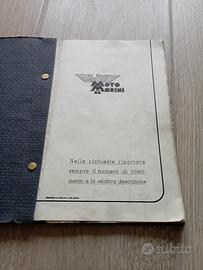 MOTO
MORINI
Nelle richieste riportare
sempre il numero di riferi-
mento e la relativa descrizione
subito